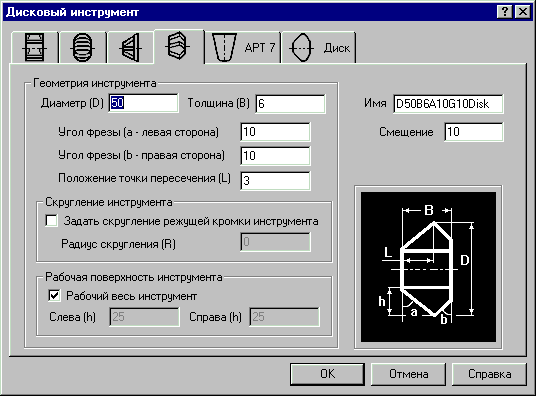 Дисковый инструмент
АРТ 7
Диск
Геометрия инструмента
Диаметр (D) 50 Толщина (B) 6
Имя D50B6A10G10Disk
Угол фрезы (a - левая сторона) 10
Смещение 10
Угол фрезы (b - правая сторона) 10
Положение точки пересечения (L) 3
Скругление инструмента
Задать скругление режущей кромки инструмента
Радиус скругления (R) 0
Рабочая поверхность инструмента
Рабочий весь инструмент
Слева (h) 25 Справа (h) 25
B
L
D
h
a
b
OK Отмена Справка